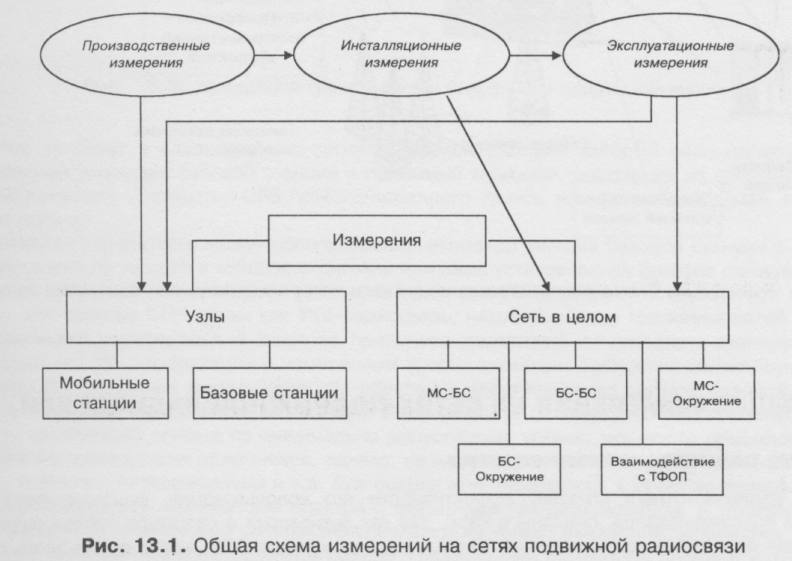 Производственные
измерения
Инсталляционные
измерения
Эксплуатационные
измерения
Измерения
Узлы
Сеть в целом
Мобильные
станции
Базовые станции
МС-БС
БС-БС
МС-
Окружение
БС-
Окружение
Взаимодействие
с ТФОП
Рис. 13.1. Общая схема измерений на сетях подвижной радиосвязи